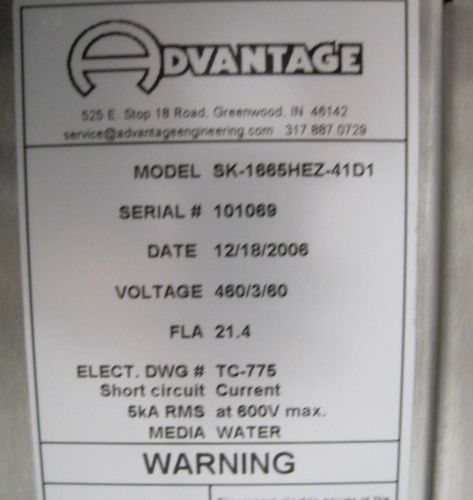 ADVANTAGE
525 E. Stop 18 Road, Greenwood, IN 46142
service@advantageengineering.com 317.887.0729
MODEL SK-1665HEZ-41D1
SERIAL # 101069
DATE 12/18/2006
VOLTAGE 460/3/60
FLA 21.4
ELECT. DWG # TC-775
Short circuit Current
5kA RMS at 600V max.
MEDIA WATER
WARNING